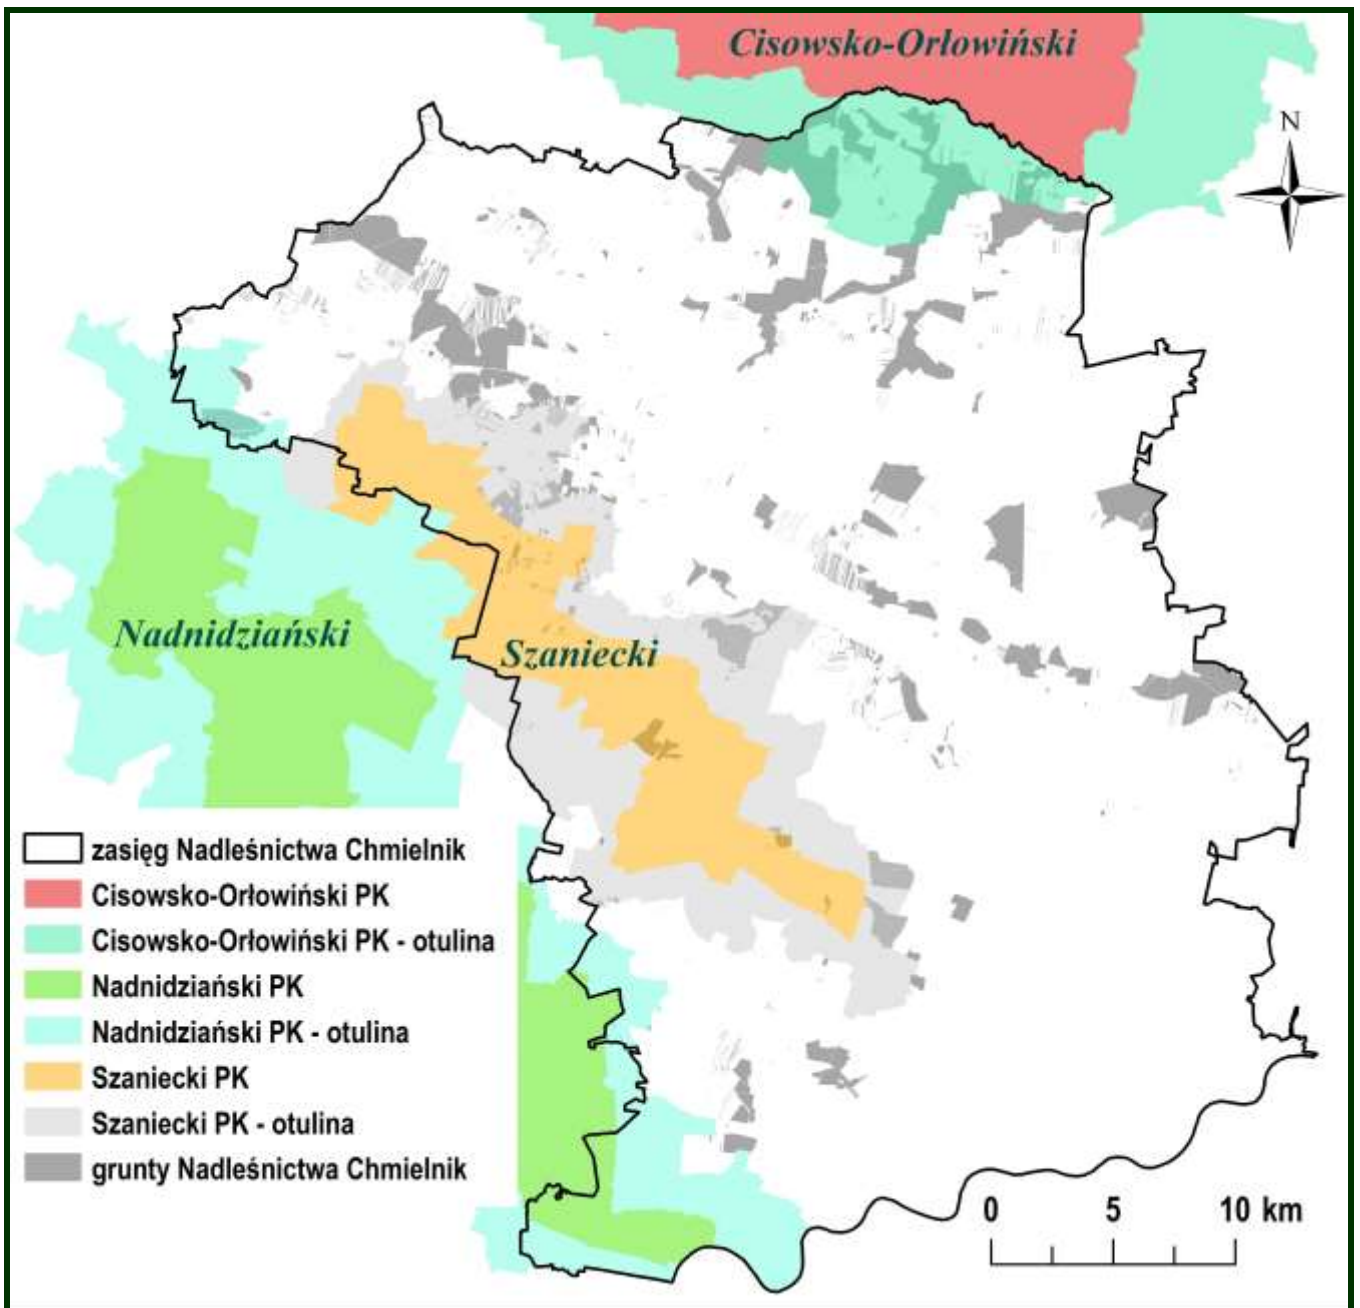 Cisowsko-Orłowiński
N
Nadnidziański
Szaniecki
zasięg Nadleśnictwa Chmielnik
Cisowsko-Orłowiński PK
Cisowsko-Orłowiński PK - otulina
Nadnidziański PK
Nadnidziański PK - otulina
Szaniecki PK
Szaniecki PK - otulina
grunty Nadleśnictwa Chmielnik
0 5 10 km